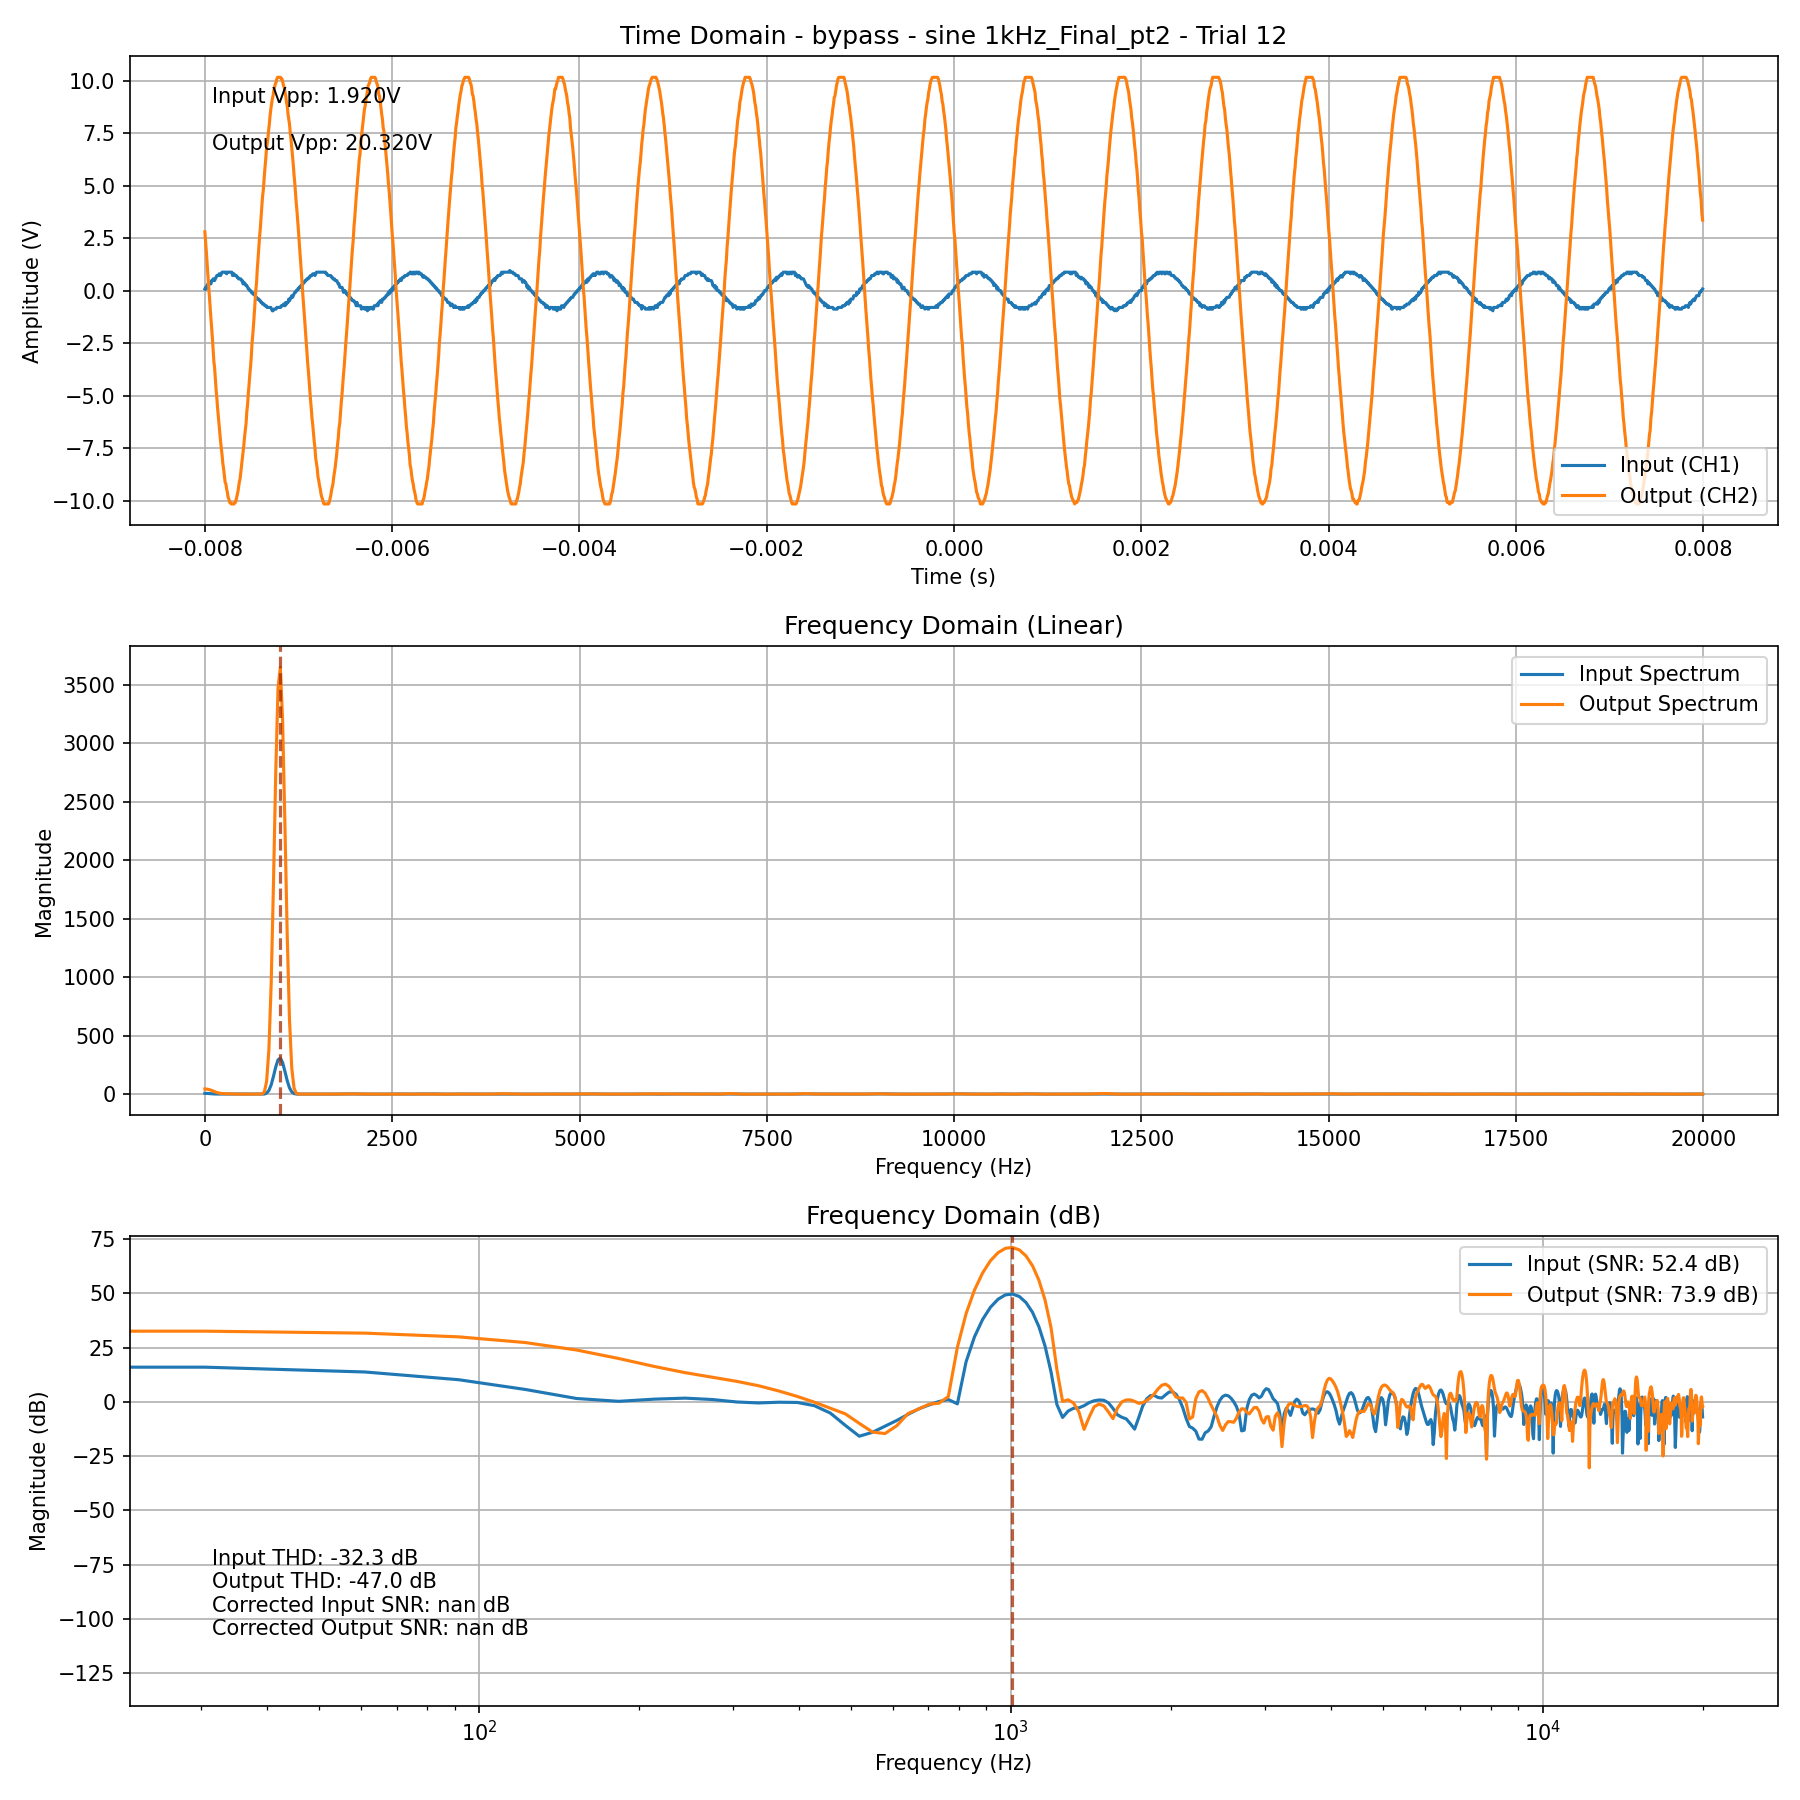 Time Domain - bypass - sine 1kHz_Final_pt2 - Trial 12
Amplitude (V)
10.0
7.5
5.0
2.5
0.0
−2.5
−5.0
−7.5
−10.0
Input Vpp: 1.920V
Output Vpp: 20.320V
Input (CH1)
Output (CH2)
−0.008
−0.006
−0.004
−0.002
0.000
0.002
0.004
0.006
0.008
Time (s)
Frequency Domain (Linear)
Magnitude
3500
3000
2500
2000
1500
1000
500
0
Input Spectrum
Output Spectrum
0
2500
5000
7500
10000
12500
15000
17500
20000
Frequency (Hz)
Frequency Domain (dB)
Magnitude (dB)
75
50
25
0
−25
−50
−75
−100
−125
Input (SNR: 52.4 dB)
Output (SNR: 73.9 dB)
Input THD: -32.3 dB
Output THD: -47.0 dB
Corrected Input SNR: nan dB
Corrected Output SNR: nan dB
10²
10³
10⁴
Frequency (Hz)